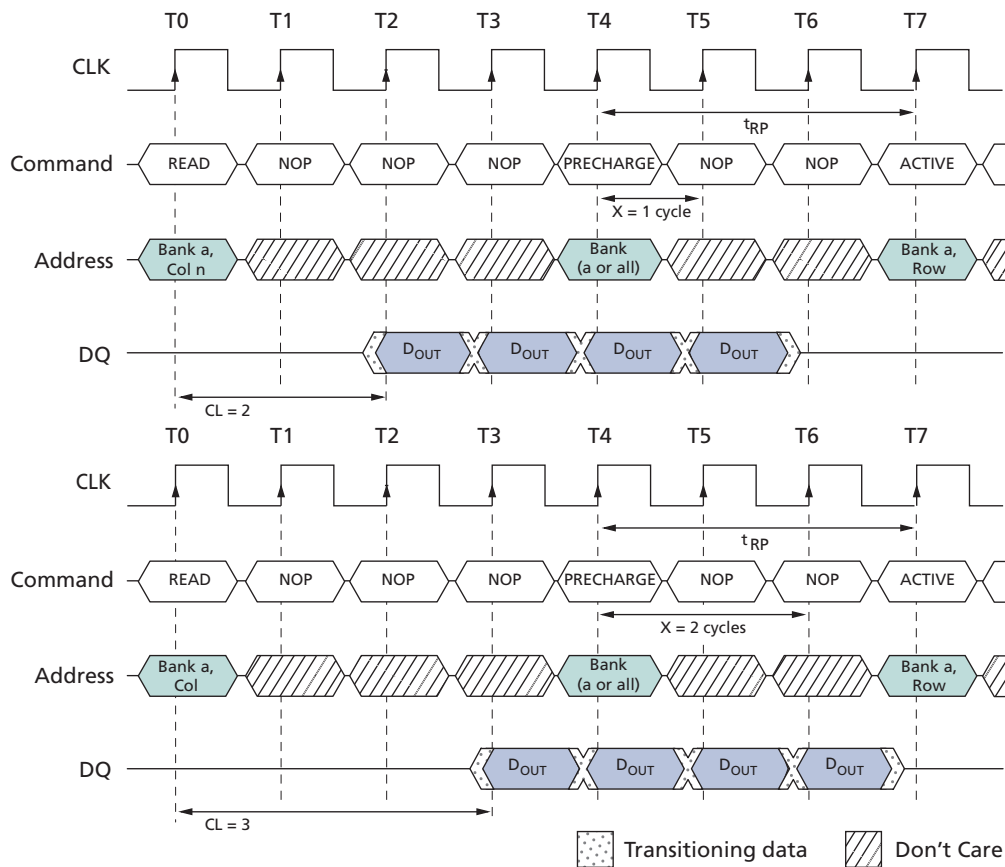 T0 T1 T2 T3 T4 T5 T6 T7
CLK
tRP
Command READ NOP NOP NOP PRECHARGE NOP NOP ACTIVE
X = 1 cycle
Address Bank a, Col n Bank (a or all) Bank a, Row
DQ DOUT DOUT DOUT DOUT
CL = 2
T0 T1 T2 T3 T4 T5 T6 T7
CLK
tRP
Command READ NOP NOP NOP PRECHARGE NOP NOP ACTIVE
X = 2 cycles
Address Bank a, Col Bank (a or all) Bank a, Row
DQ DOUT DOUT DOUT DOUT
CL = 3
Transitioning data Don't Care